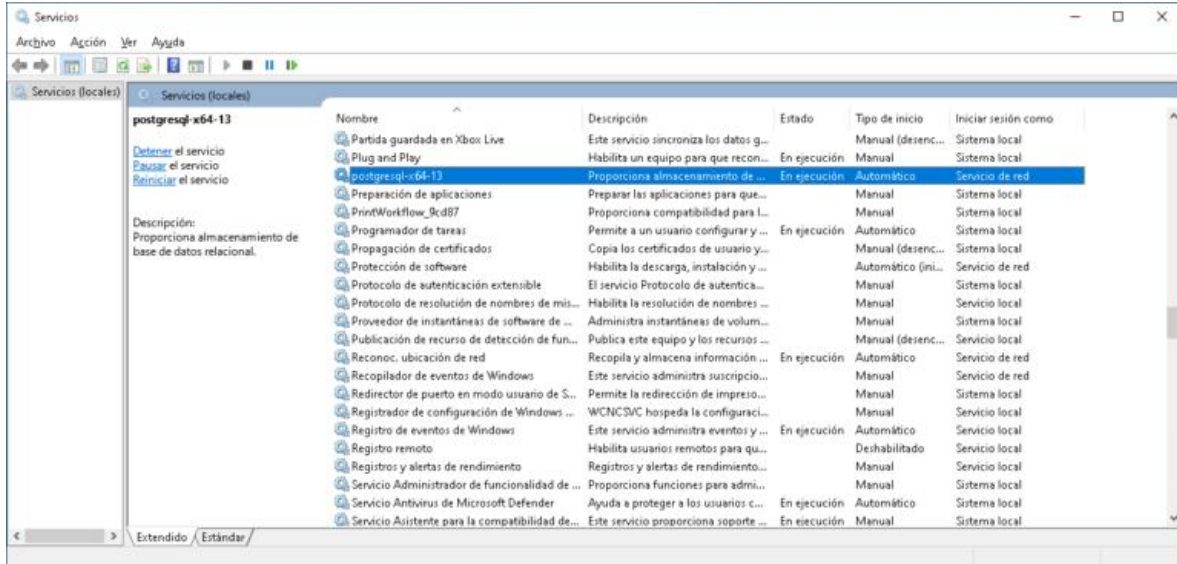 Servicios
Archivo Acción Ver Ayuda
Servicios (locales)
Servicios (locales)
postgresql-x64-13
Detener el servicio
Pausar el servicio
Reiniciar el servicio
Descripción:
Proporciona almacenamiento de
base de datos relacional.
Nombre Descripción Estado Tipo de inicio Iniciar sesión como
Partida guardada en Xbox Live Este servicio sincroniza los datos g... Manual (desenc... Sistema local
Plug and Play Habilita un equipo para que recon... En ejecución Manual Sistema local
postgresql-x64-13 Proporciona almacenamiento de ... En ejecución Automático Servicio de red
Preparación de aplicaciones Preparar las aplicaciones para que... Manual Sistema local
PrintWorkflow_9cd87 Proporciona compatibilidad para l... Manual Sistema local
Programador de tareas Permite a un usuario configurar y ... En ejecución Automático Sistema local
Propagación de certificados Copia los certificados de usuario y... Manual (desenc... Sistema local
Protección de software Habilita la descarga, instalación y ... Automático (ini... Servicio de red
Protocolo de autenticación extensible El servicio Protocolo de autentica... Manual Sistema local
Protocolo de resolución de nombres de mis... Habilita la resolución de nombres ... Manual Servicio local
Proveedor de instantáneas de software de ... Administra instantáneas de volum... Manual Sistema local
Publicación de recurso de detección de fun... Publica este equipo y los recursos ... Manual (desenc... Servicio local
Reconoc. ubicación de red Recopila y almacena información ... En ejecución Automático Servicio de red
Recopilador de eventos de Windows Este servicio administra suscripcio... Manual Servicio de red
Redirector de puerto en modo usuario de S... Permite la redirección de impreso... Manual Sistema local
Registrador de configuración de Windows ... WCNCSVC hospeda la configuraci... Manual Servicio local
Registro de eventos de Windows Este servicio administra eventos y ... En ejecución Automático Servicio local
Registro remoto Habilita usuarios remotos para qu... Deshabilitado Servicio local
Registros y alertas de rendimiento Registros y alertas de rendimiento... Manual Servicio local
Servicio Administrador de funcionalidad de ... Proporciona funciones para admi... Manual Sistema local
Servicio Antivirus de Microsoft Defender Ayuda a proteger a los usuarios c... En ejecución Automático Sistema local
Servicio Asistente para la compatibilidad de... Este servicio proporciona soporte ... En ejecución Manual Sistema local
Extendido Estándar